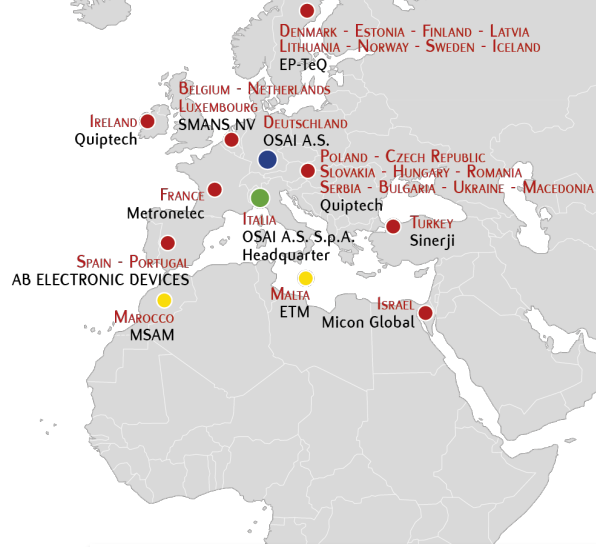 Denmark - Estonia - Finland - Latvia
Lithuania - Norway - Sweden - Iceland
EP-TeQ
Belgium - Netherlands
Luxembourg
SMANS NV
Ireland
Quiptech
Deutschland
OSAI A.S.
Poland - Czech Republic
Slovakia - Hungary - Romania
Serbia - Bulgaria - Ukraine - Macedonia
Quiptech
France
Metronelec
Italia
OSAI A.S. S.p.A.
Headquarter
Turkey
Sinerji
Spain - Portugal
AB ELECTRONIC DEVICES
Malta
ETM
Marocco
MSAM
Israel
Micon Global